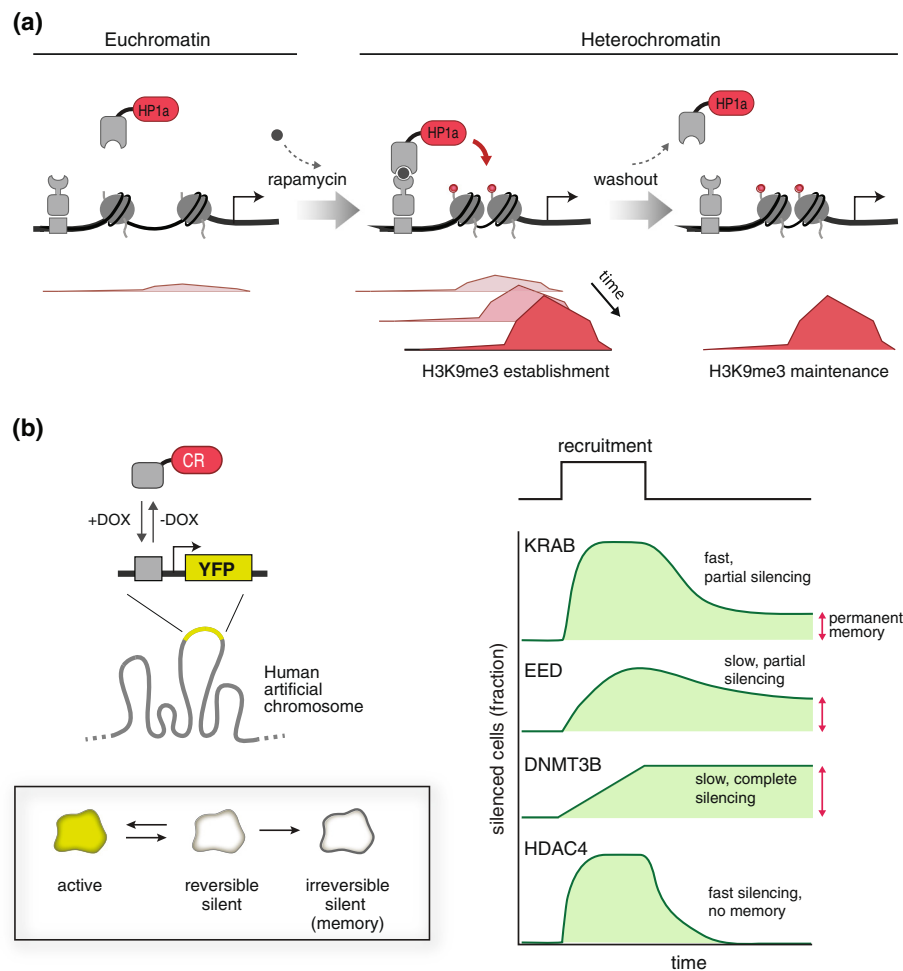 (a)
Euchromatin
Heterochromatin
HP1a
HP1a
HP1a
rapamycin
washout
time
H3K9me3 establishment
H3K9me3 maintenance
(b)
CR
+DOX
-DOX
YFP
Human
artificial
chromosome
active
reversible
silent
irreversible
silent
(memory)
recruitment
silenced cells (fraction)
KRAB
fast,
partial silencing
permanent
memory
EED
slow, partial
silencing
DNMT3B
slow, complete
silencing
HDAC4
fast silencing,
no memory
time